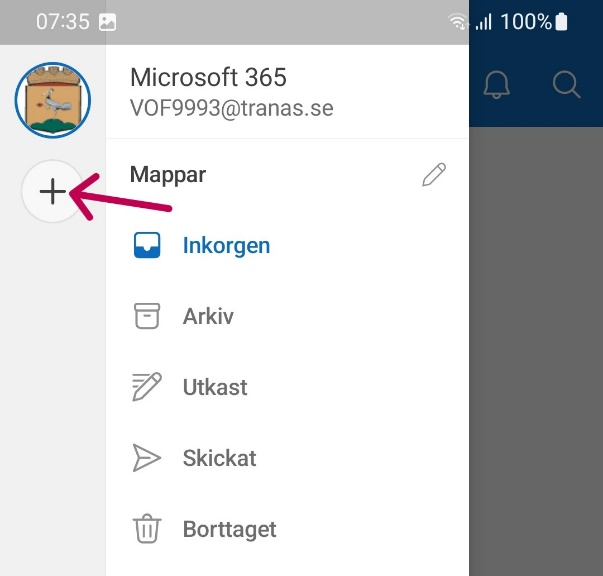 07:35 100%
Microsoft 365
VOF9993@tranas.se
Mappar
Inkorgen
Arkiv
Utkast
Skickat
Borttaget